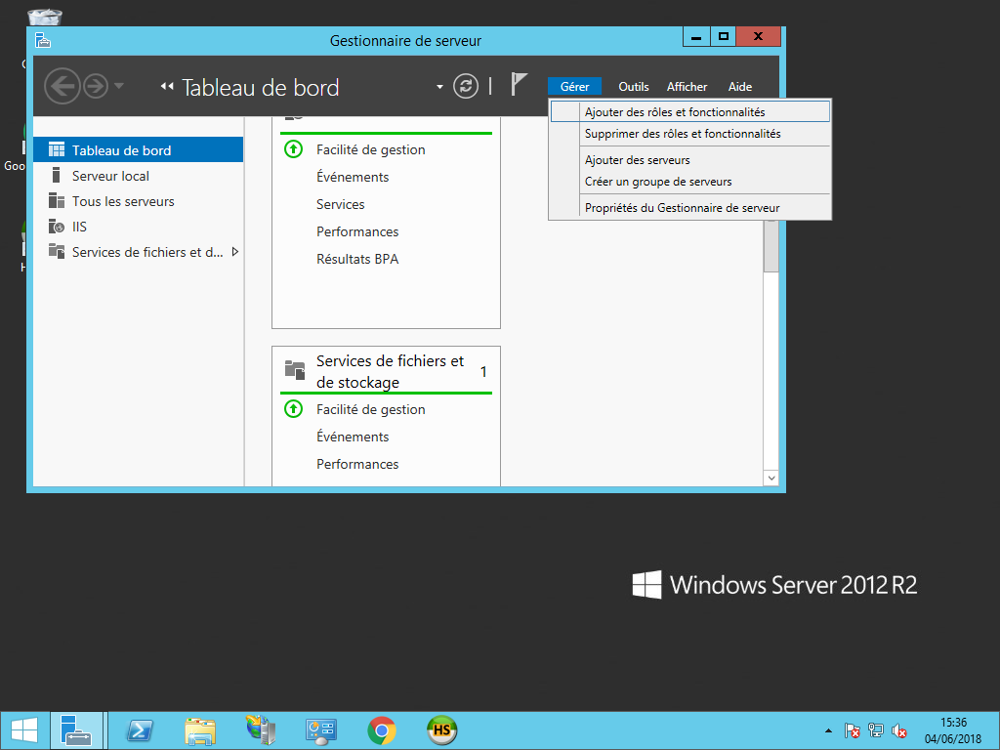 Gestionnaire de serveur
Tableau de bord
Gérer
Outils
Afficher
Aide
Ajouter des rôles et fonctionnalités
Supprimer des rôles et fonctionnalités
Ajouter des serveurs
Créer un groupe de serveurs
Propriétés du Gestionnaire de serveur
Tableau de bord
Serveur local
Tous les serveurs
IIS
Services de fichiers et d...
Facilité de gestion
Événements
Services
Performances
Résultats BPA
Services de fichiers et 1
de stockage
Facilité de gestion
Événements
Performances
Goo
Windows Server 2012 R2
HS
15:36
04/06/2018